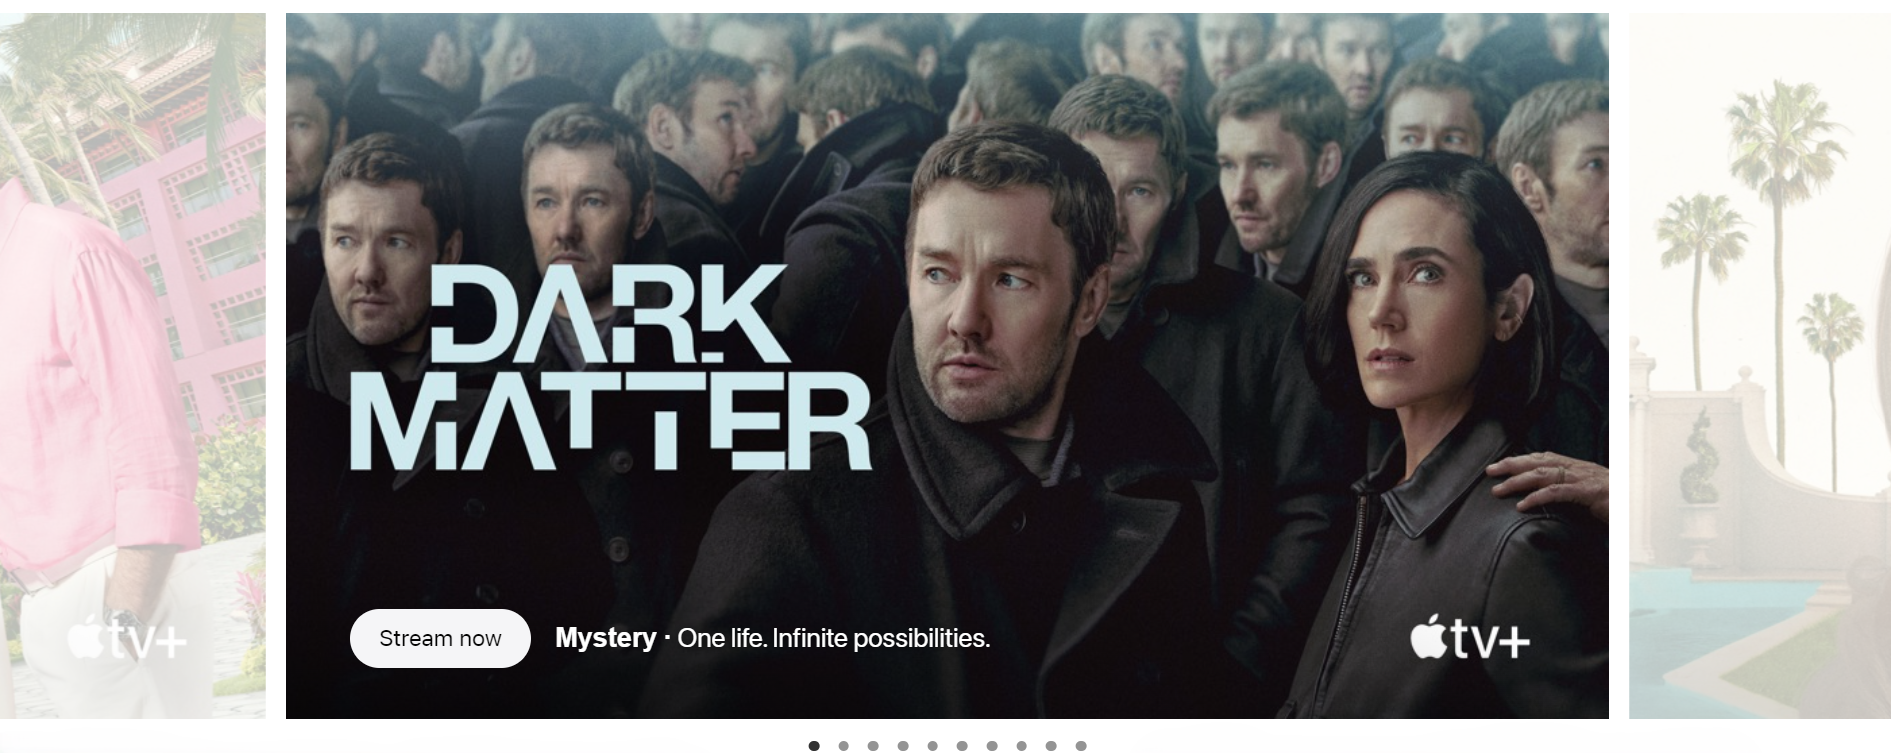 DARK
MATTER
Stream now
Mystery · One life. Infinite possibilities.
tv+
tv+